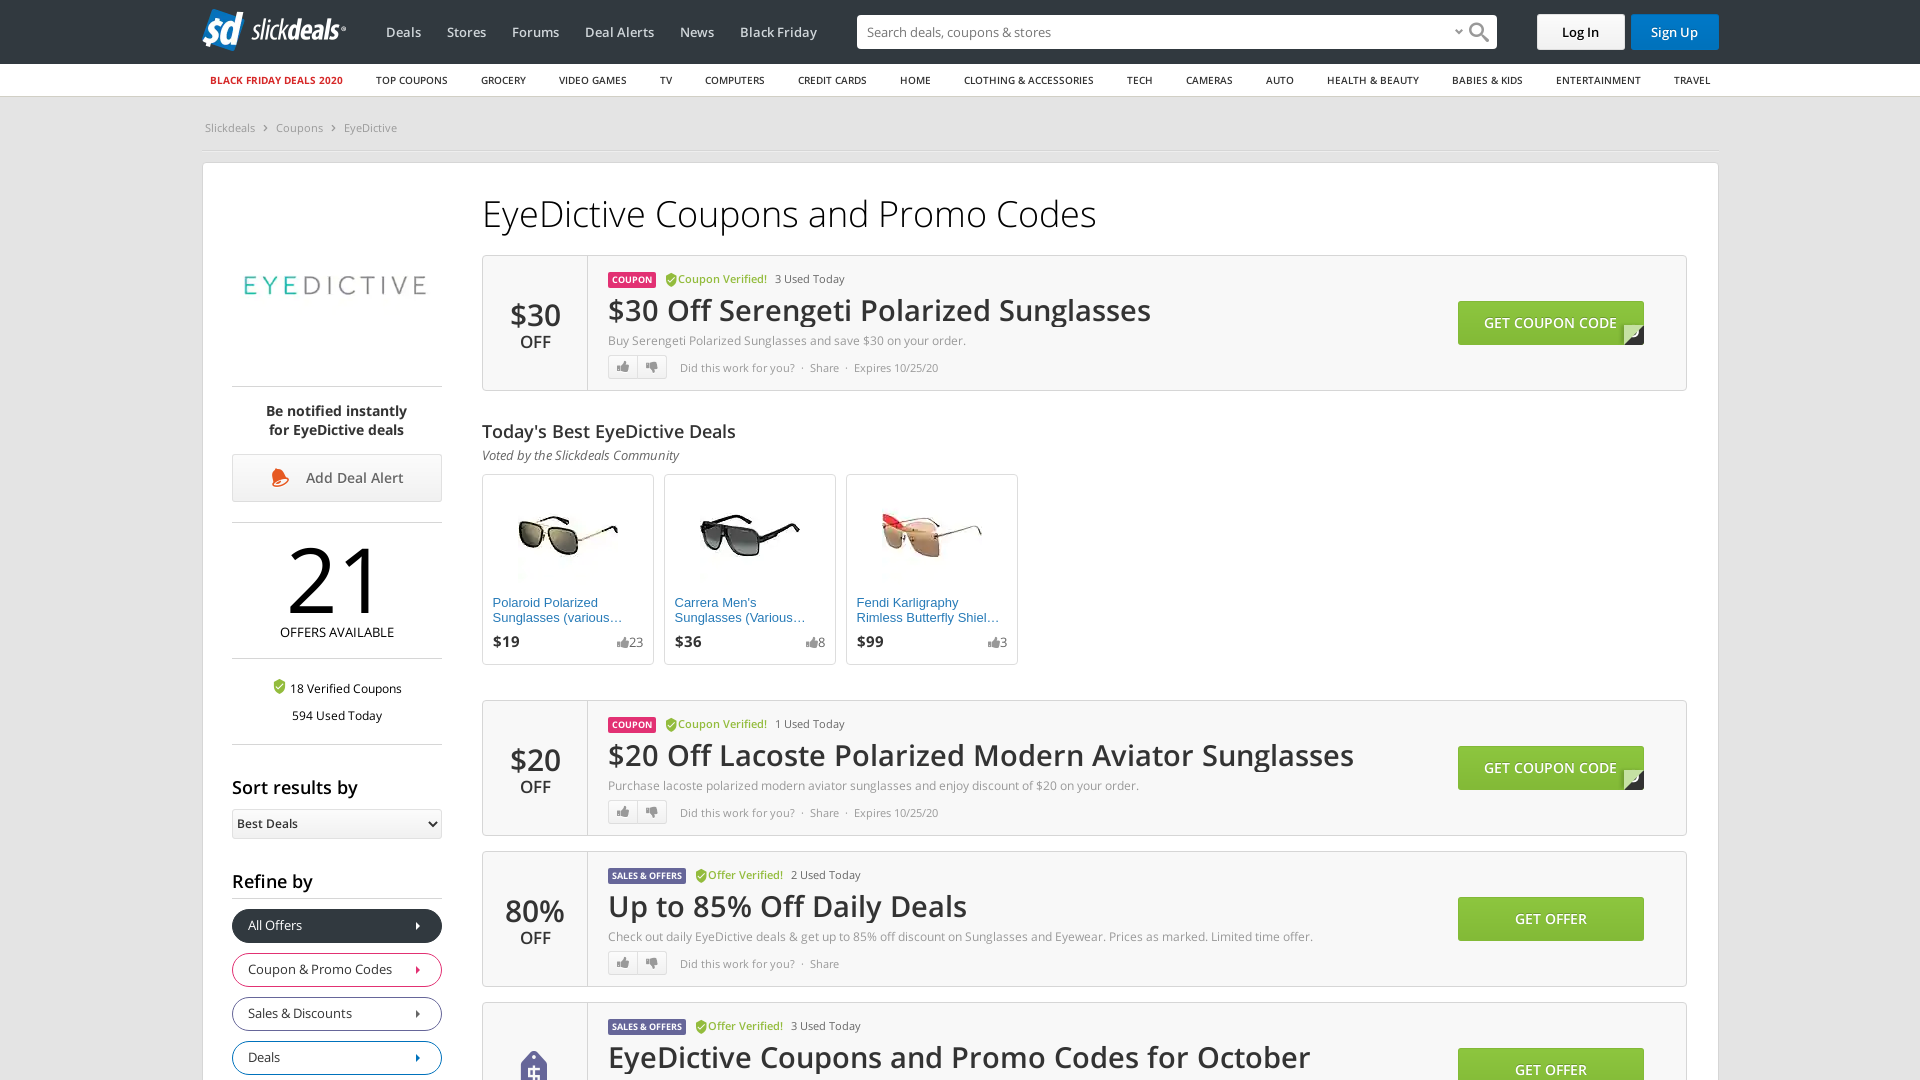 slickdeals
Deals Stores Forums Deal Alerts News Black Friday
Search deals, coupons & stores
Log In
Sign Up
BLACK FRIDAY DEALS 2020 TOP COUPONS GROCERY VIDEO GAMES TV COMPUTERS CREDIT CARDS HOME CLOTHING & ACCESSORIES TECH CAMERAS AUTO HEALTH & BEAUTY BABIES & KIDS ENTERTAINMENT TRAVEL
Slickdeals › Coupons › EyeDictive
EYEDICTIVE
Be notified instantly
for EyeDictive deals
Add Deal Alert
21
OFFERS AVAILABLE
18 Verified Coupons
594 Used Today
Sort results by
Best Deals
Refine by
All Offers
Coupon & Promo Codes
Sales & Discounts
Deals
EyeDictive Coupons and Promo Codes
$30
OFF
COUPON Coupon Verified! 3 Used Today
$30 Off Serengeti Polarized Sunglasses
Buy Serengeti Polarized Sunglasses and save $30 on your order.
Did this work for you? · Share · Expires 10/25/20
GET COUPON CODE
Today's Best EyeDictive Deals
Voted by the Slickdeals Community
Polaroid Polarized
Sunglasses (various…
$19 23
Carrera Men's
Sunglasses (Various…
$36 8
Fendi Karligraphy
Rimless Butterfly Shiel…
$99 3
$20
OFF
COUPON Coupon Verified! 1 Used Today
$20 Off Lacoste Polarized Modern Aviator Sunglasses
Purchase lacoste polarized modern aviator sunglasses and enjoy discount of $20 on your order.
Did this work for you? · Share · Expires 10/25/20
GET COUPON CODE
80%
OFF
SALES & OFFERS Offer Verified! 2 Used Today
Up to 85% Off Daily Deals
Check out daily EyeDictive deals & get up to 85% off discount on Sunglasses and Eyewear. Prices as marked. Limited time offer.
Did this work for you? · Share
GET OFFER
SALES & OFFERS Offer Verified! 3 Used Today
EyeDictive Coupons and Promo Codes for October
GET OFFER